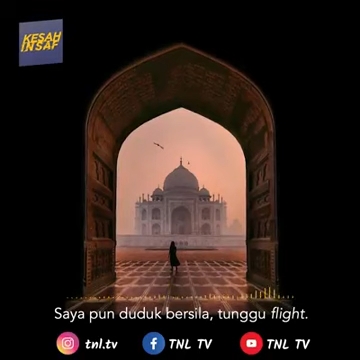 KESAH
INSAF
Saya pun duduk bersila, tunggu flight.
tnl.tv TNL TV TNL TV